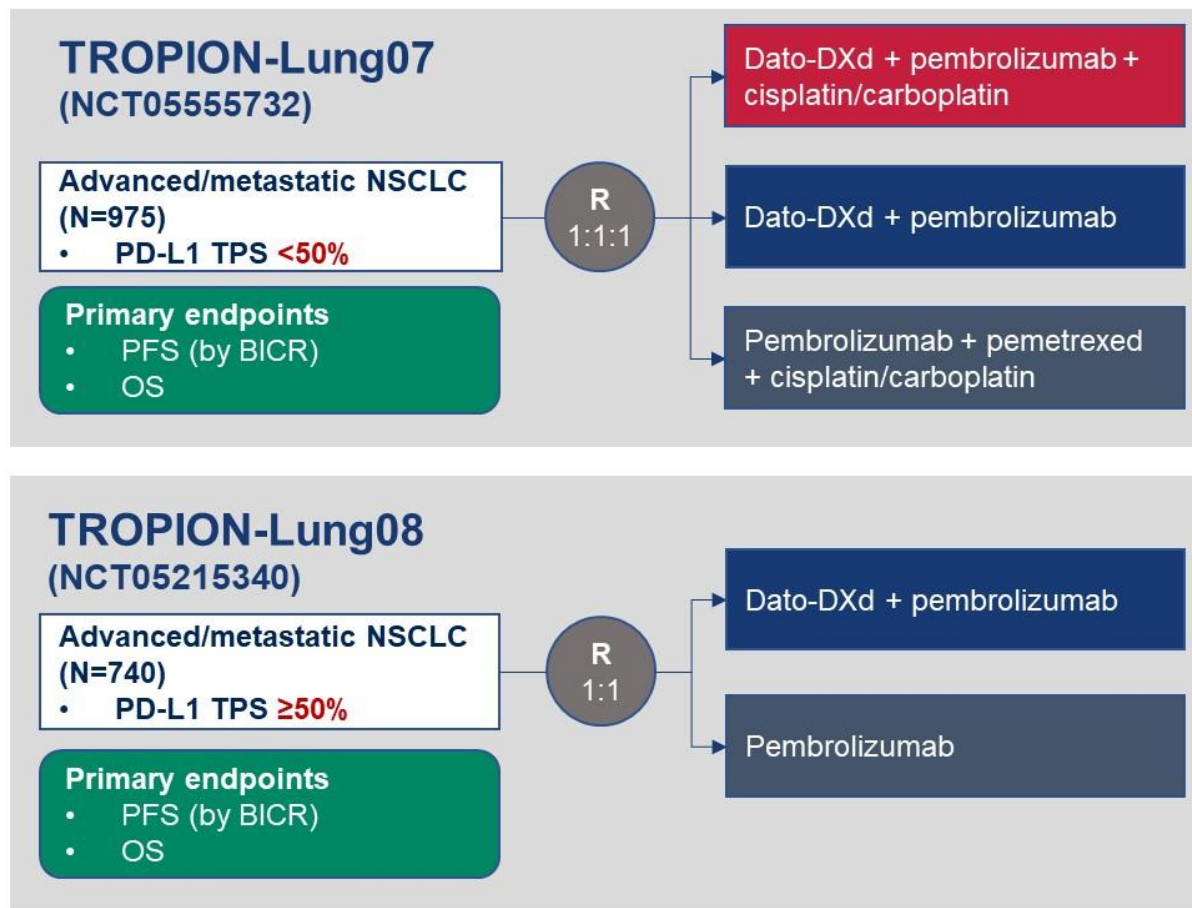 TROPION-Lung07
(NCT05555732)
Advanced/metastatic NSCLC
(N=975)
• PD-L1 TPS <50%
Primary endpoints
• PFS (by BICR)
• OS
R
1:1:1
Dato-DXd + pembrolizumab +
cisplatin/carboplatin
Dato-DXd + pembrolizumab
Pembrolizumab + pemetrexed
+ cisplatin/carboplatin
TROPION-Lung08
(NCT05215340)
Advanced/metastatic NSCLC
(N=740)
• PD-L1 TPS ≥50%
Primary endpoints
• PFS (by BICR)
• OS
R
1:1
Dato-DXd + pembrolizumab
Pembrolizumab